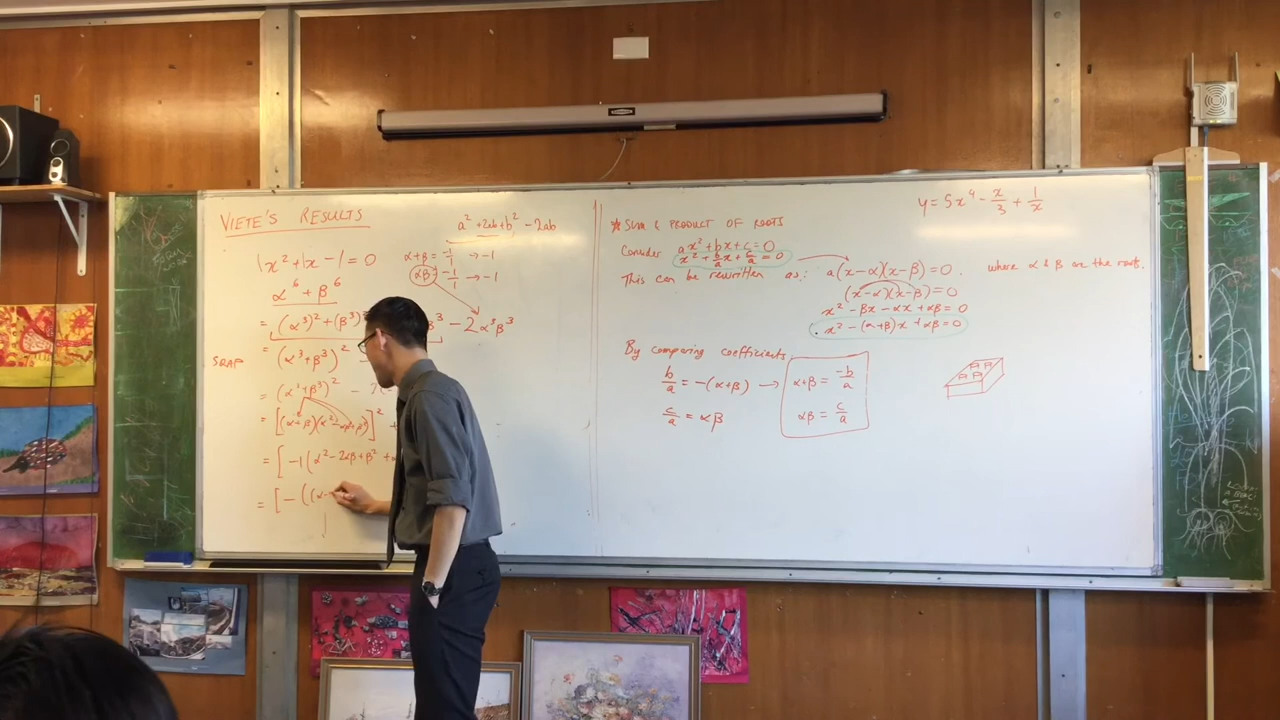 VIETE'S RESULTS
a² + 2ab + b² - 2ab
1x² + 1x - 1 = 0
α+β = -1/1 → -1
αβ = -1/1 → -1
α⁶ + β⁶
= (α³)² + (β³)²
β³ - 2α³β³
= (α³ + β³)²
= (α³ + β³)² -
= [(α+β)(α² - αβ + β²)]²
= [ -1(α² - 2αβ + β² +
= [ - ((α -
* SUM & PRODUCT OF ROOTS
Consider ax² + bx + c = 0
x² + b/a x + c/a = 0
This can be rewritten as: a(x-α)(x-β) = 0. where α & β are the roots.
(x-α)(x-β) = 0
x² - βx - αx + αβ = 0
x² - (α+β)x + αβ = 0
By comparing coefficients,
b/a = -(α+β) → α+β = -b/a
c/a = αβ
αβ = c/a
y = 5x⁴ - x/3 + 1/x